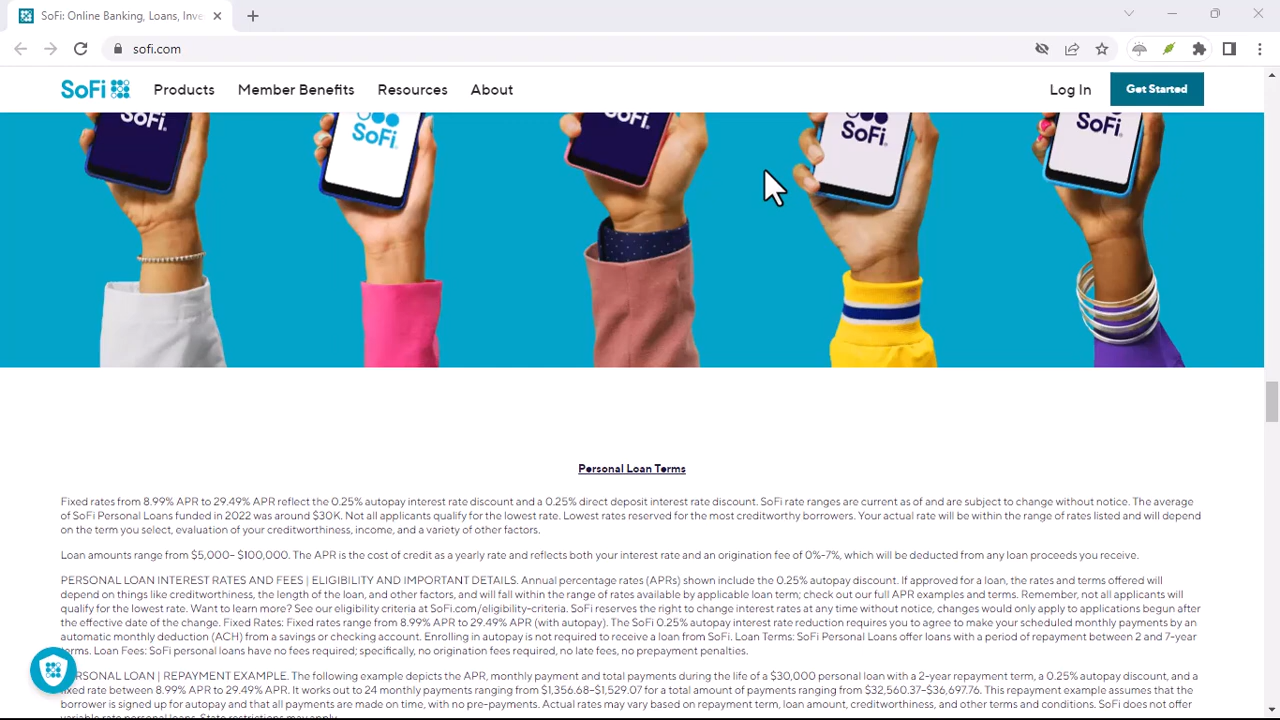 SoFi: Online Banking, Loans, Inve
sofi.com
SoFi
Products
Member Benefits
Resources
About
Log In
Get Started
SoFi
SoFi
SoFi
SoFi
SoFi
Personal Loan Terms
Fixed rates from 8.99% APR to 29.49% APR reflect the 0.25% autopay interest rate discount and a 0.25% direct deposit interest rate discount. SoFi rate ranges are current as of and are subject to change without notice. The average
of SoFi Personal Loans funded in 2022 was around $30K. Not all applicants qualify for the lowest rate. Lowest rates reserved for the most creditworthy borrowers. Your actual rate will be within the range of rates listed and will depend
on the term you select, evaluation of your creditworthiness, income, and a variety of other factors.
Loan amounts range from $5,000– $100,000. The APR is the cost of credit as a yearly rate and reflects both your interest rate and an origination fee of 0%-7%, which will be deducted from any loan proceeds you receive.
PERSONAL LOAN INTEREST RATES AND FEES | ELIGIBILITY AND IMPORTANT DETAILS. Annual percentage rates (APRs) shown include the 0.25% autopay discount. If approved for a loan, the rates and terms offered will
depend on things like creditworthiness, the length of the loan, and other factors, and will fall within the range of rates available by applicable loan term; check out our full APR examples and terms. Remember, not all applicants will
qualify for the lowest rate. Want to learn more? See our eligibility criteria at SoFi.com/eligibility-criteria. SoFi reserves the right to change interest rates at any time without notice, changes would only apply to applications begun after
the effective date of the change. Fixed Rates: Fixed rates range from 8.99% APR to 29.49% APR (with autopay). The SoFi 0.25% autopay interest rate reduction requires you to agree to make your scheduled monthly payments by an
automatic monthly deduction (ACH) from a savings or checking account. Enrolling in autopay is not required to receive a loan from SoFi. Loan Terms: SoFi Personal Loans offer loans with a period of repayment between 2 and 7-year
terms. Loan Fees: SoFi personal loans have no fees required; specifically, no origination fees required, no late fees, no prepayment penalties.
RSONAL LOAN | REPAYMENT EXAMPLE. The following example depicts the APR, monthly payment and total payments during the life of a $30,000 personal loan with a 2-year repayment term, a 0.25% autopay discount, and a
fixed rate between 8.99% APR to 29.49% APR. It works out to 24 monthly payments ranging from $1,356.68–$1,529.07 for a total amount of payments ranging from $32,560.37–$36,697.76. This repayment example assumes that the
borrower is signed up for autopay and that all payments are made on time, with no pre-payments. Actual rates may vary based on repayment term, loan amount, creditworthiness, and other terms and conditions. SoFi does not offer
variable rate personal loans. State restrictions may apply.